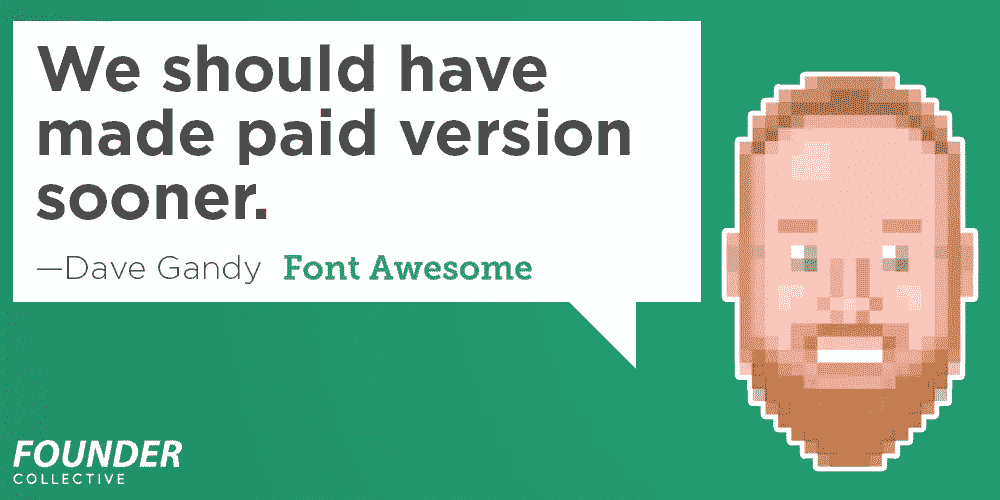 We should have
made paid version
sooner.
—Dave Gandy Font Awesome
FOUNDER
COLLECTIVE